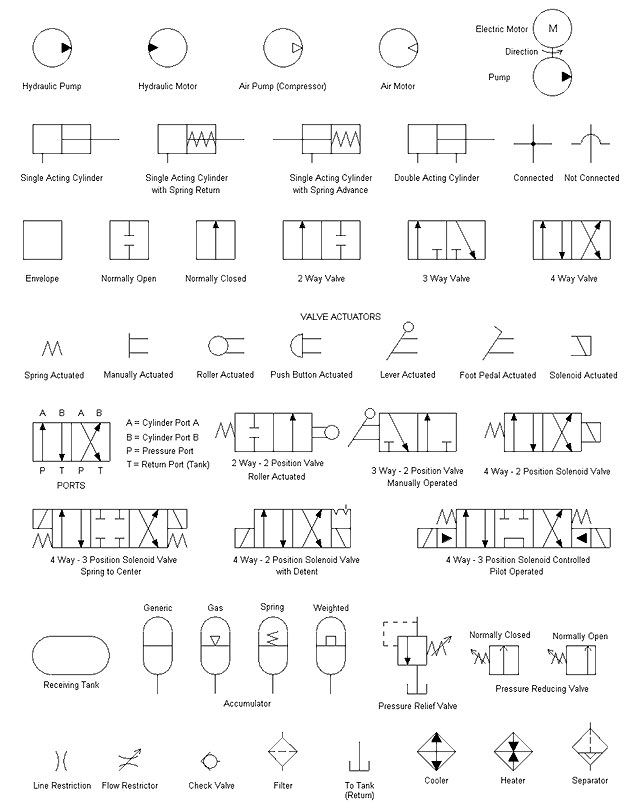 Electric Motor
M
Direction
Pump
Hydraulic Pump
Hydraulic Motor
Air Pump (Compressor)
Air Motor
Single Acting Cylinder
Single Acting Cylinder
with Spring Return
Single Acting Cylinder
with Spring Advance
Double Acting Cylinder
Connected
Not Connected
Envelope
Normally Open
Normally Closed
2 Way Valve
3 Way Valve
4 Way Valve
VALVE ACTUATORS
Spring Actuated
Manually Actuated
Roller Actuated
Push Button Actuated
Lever Actuated
Foot Pedal Actuated
Solenoid Actuated
A B A B
P T P T
PORTS
A = Cylinder Port A
B = Cylinder Port B
P = Pressure Port
T = Return Port (Tank)
2 Way - 2 Position Valve
Roller Actuated
3 Way - 2 Position Valve
Manually Operated
4 Way - 2 Position Solenoid Valve
4 Way - 3 Position Solenoid Valve
Spring to Center
4 Way - 2 Position Solenoid Valve
with Detent
4 Way - 3 Position Solenoid Controlled
Pilot Operated
Receiving Tank
Generic
Gas
Spring
Weighted
Accumulator
Pressure Relief Valve
Normally Closed
Normally Open
Pressure Reducing Valve
Line Restriction
Flow Restrictor
Check Valve
Filter
To Tank
(Return)
Cooler
Heater
Separator